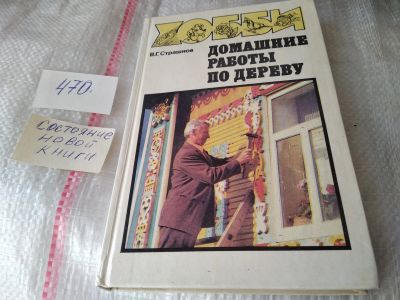 ХОББИ
В.Г. Страшнов
ДОМАШНИЕ
РАБОТЫ
ПО ДЕРЕВУ
470.
Состояние
новой
книги